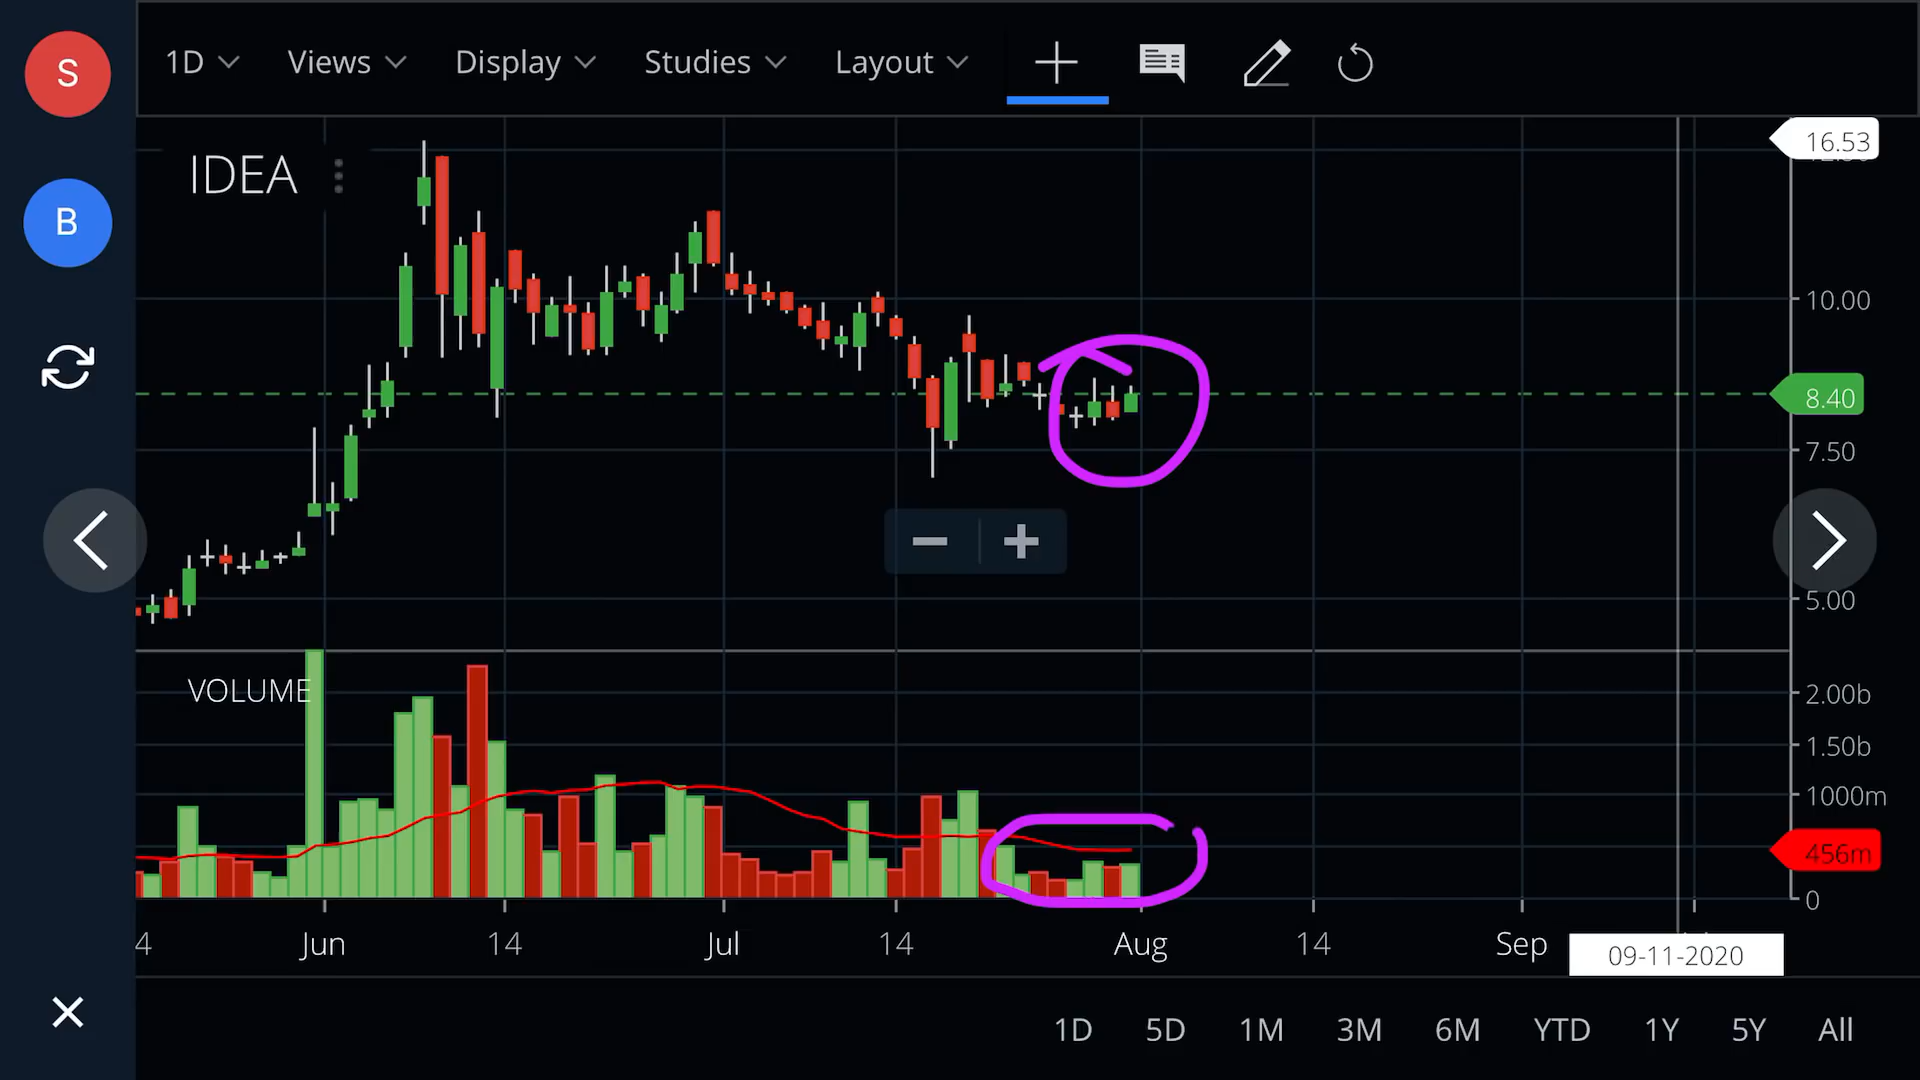 S
B
1D Views Display Studies Layout
IDEA
16.53
10.00
8.40
7.50
5.00
VOLUME
2.00b
1.50b
1000m
456m
0
4 Jun 14 Jul 14 Aug 14 Sep
09-11-2020
1D 5D 1M 3M 6M YTD 1Y 5Y All